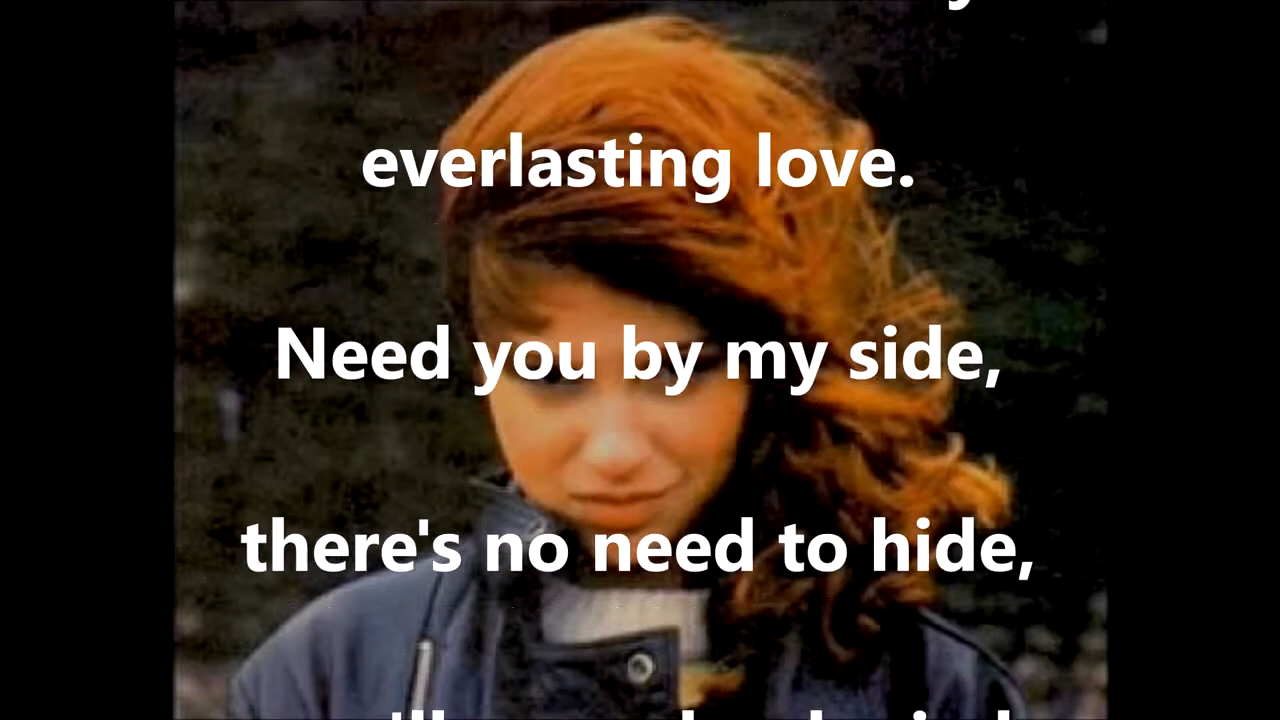 everlasting love.
Need you by my side,
there's no need to hide,